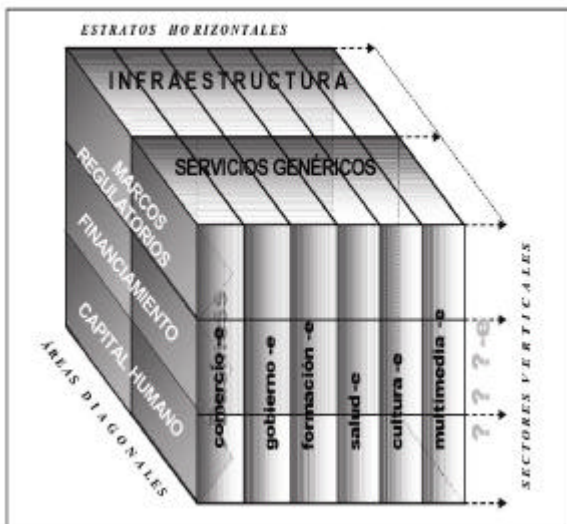 ESTRATOS HORIZONTALES
INFRAESTRUCTURA
SERVICIOS GENÉRICOS
MARCOS
REGULATORIOS
FINANCIAMIENTO
CAPITAL HUMANO
ÁREAS DIAGONALES
comercio -e
gobierno -e
formación -e
salud -e
cultura -e
multimedia -e
? ? ? -e
SECTORES VERTICALES